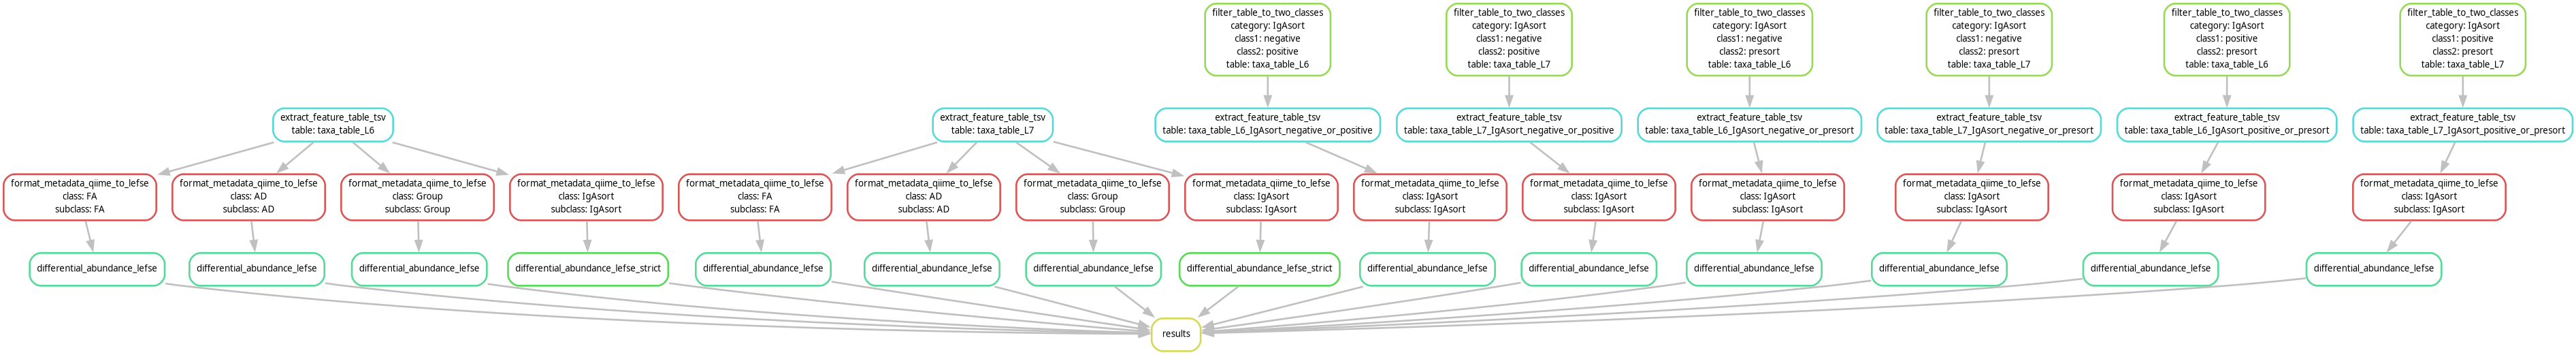 filter_table_to_two_classes
category: IgAsort
class1: negative
class2: positive
table: taxa_table_L6
filter_table_to_two_classes
category: IgAsort
class1: negative
class2: positive
table: taxa_table_L7
filter_table_to_two_classes
category: IgAsort
class1: negative
class2: presort
table: taxa_table_L6
filter_table_to_two_classes
category: IgAsort
class1: negative
class2: presort
table: taxa_table_L7
filter_table_to_two_classes
category: IgAsort
class1: positive
class2: presort
table: taxa_table_L6
filter_table_to_two_classes
category: IgAsort
class1: positive
class2: presort
table: taxa_table_L7
extract_feature_table_tsv
table: taxa_table_L6
extract_feature_table_tsv
table: taxa_table_L7
extract_feature_table_tsv
table: taxa_table_L6_IgAsort_negative_or_positive
extract_feature_table_tsv
table: taxa_table_L7_IgAsort_negative_or_positive
extract_feature_table_tsv
table: taxa_table_L6_IgAsort_negative_or_presort
extract_feature_table_tsv
table: taxa_table_L7_IgAsort_negative_or_presort
extract_feature_table_tsv
table: taxa_table_L6_IgAsort_positive_or_presort
extract_feature_table_tsv
table: taxa_table_L7_IgAsort_positive_or_presort
format_metadata_qiime_to_lefse
class: FA
subclass: FA
format_metadata_qiime_to_lefse
class: AD
subclass: AD
format_metadata_qiime_to_lefse
class: Group
subclass: Group
format_metadata_qiime_to_lefse
class: IgAsort
subclass: IgAsort
format_metadata_qiime_to_lefse
class: FA
subclass: FA
format_metadata_qiime_to_lefse
class: AD
subclass: AD
format_metadata_qiime_to_lefse
class: Group
subclass: Group
format_metadata_qiime_to_lefse
class: IgAsort
subclass: IgAsort
format_metadata_qiime_to_lefse
class: IgAsort
subclass: IgAsort
format_metadata_qiime_to_lefse
class: IgAsort
subclass: IgAsort
format_metadata_qiime_to_lefse
class: IgAsort
subclass: IgAsort
format_metadata_qiime_to_lefse
class: IgAsort
subclass: IgAsort
format_metadata_qiime_to_lefse
class: IgAsort
subclass: IgAsort
format_metadata_qiime_to_lefse
class: IgAsort
subclass: IgAsort
differential_abundance_lefse
differential_abundance_lefse
differential_abundance_lefse
differential_abundance_lefse_strict
differential_abundance_lefse
differential_abundance_lefse
differential_abundance_lefse
differential_abundance_lefse_strict
differential_abundance_lefse
differential_abundance_lefse
differential_abundance_lefse
differential_abundance_lefse
differential_abundance_lefse
differential_abundance_lefse
results